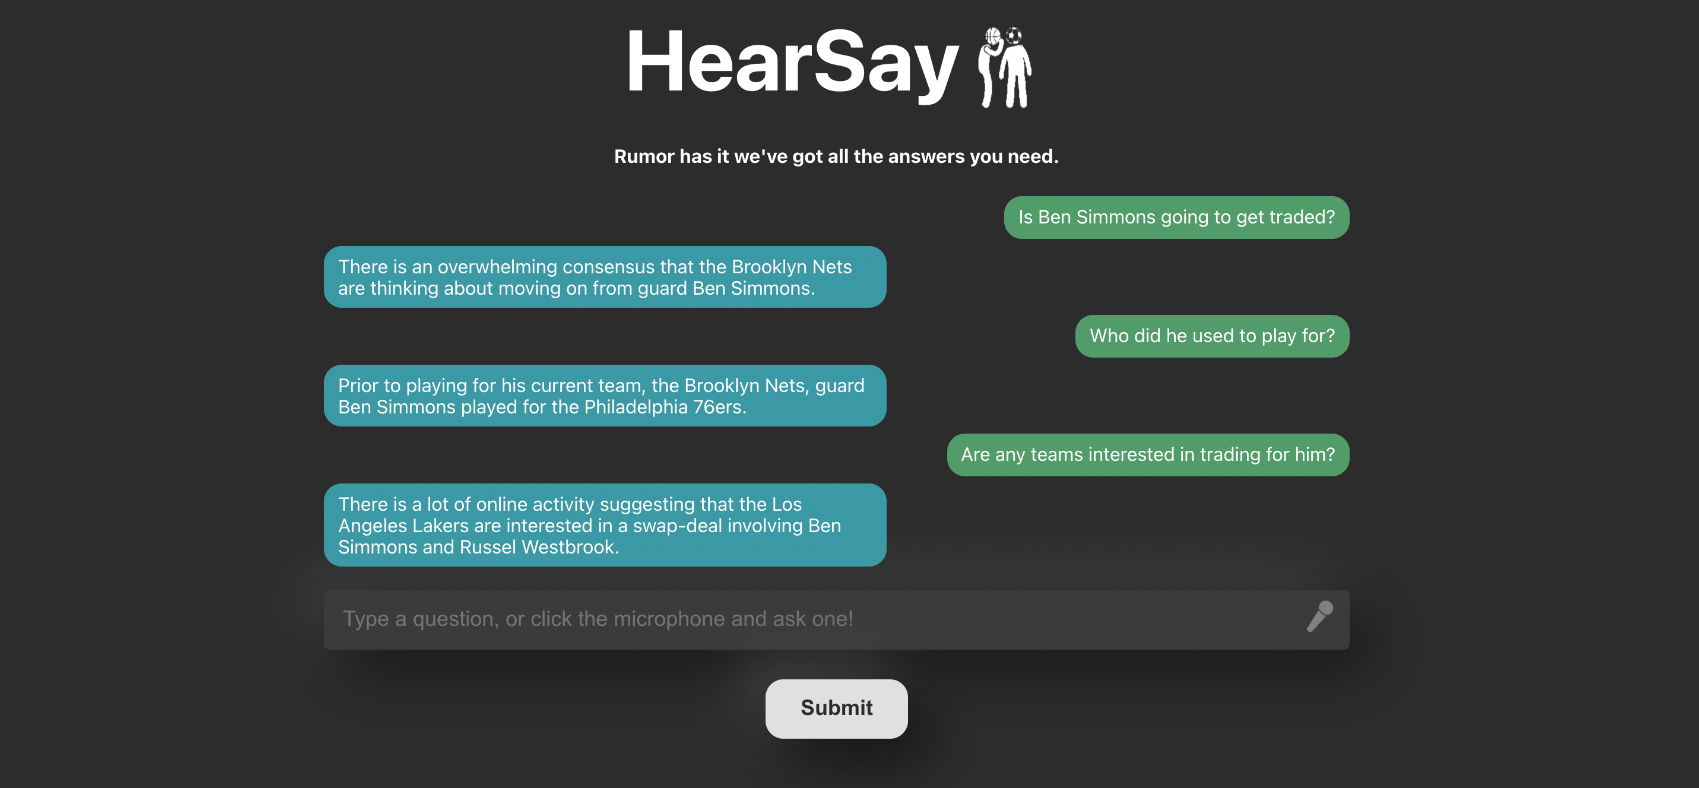 HearSay
Rumor has it we've got all the answers you need.
Is Ben Simmons going to get traded?
There is an overwhelming consensus that the Brooklyn Nets
are thinking about moving on from guard Ben Simmons.
Who did he used to play for?
Prior to playing for his current team, the Brooklyn Nets, guard
Ben Simmons played for the Philadelphia 76ers.
Are any teams interested in trading for him?
There is a lot of online activity suggesting that the Los
Angeles Lakers are interested in a swap-deal involving Ben
Simmons and Russel Westbrook.
Type a question, or click the microphone and ask one!
Submit